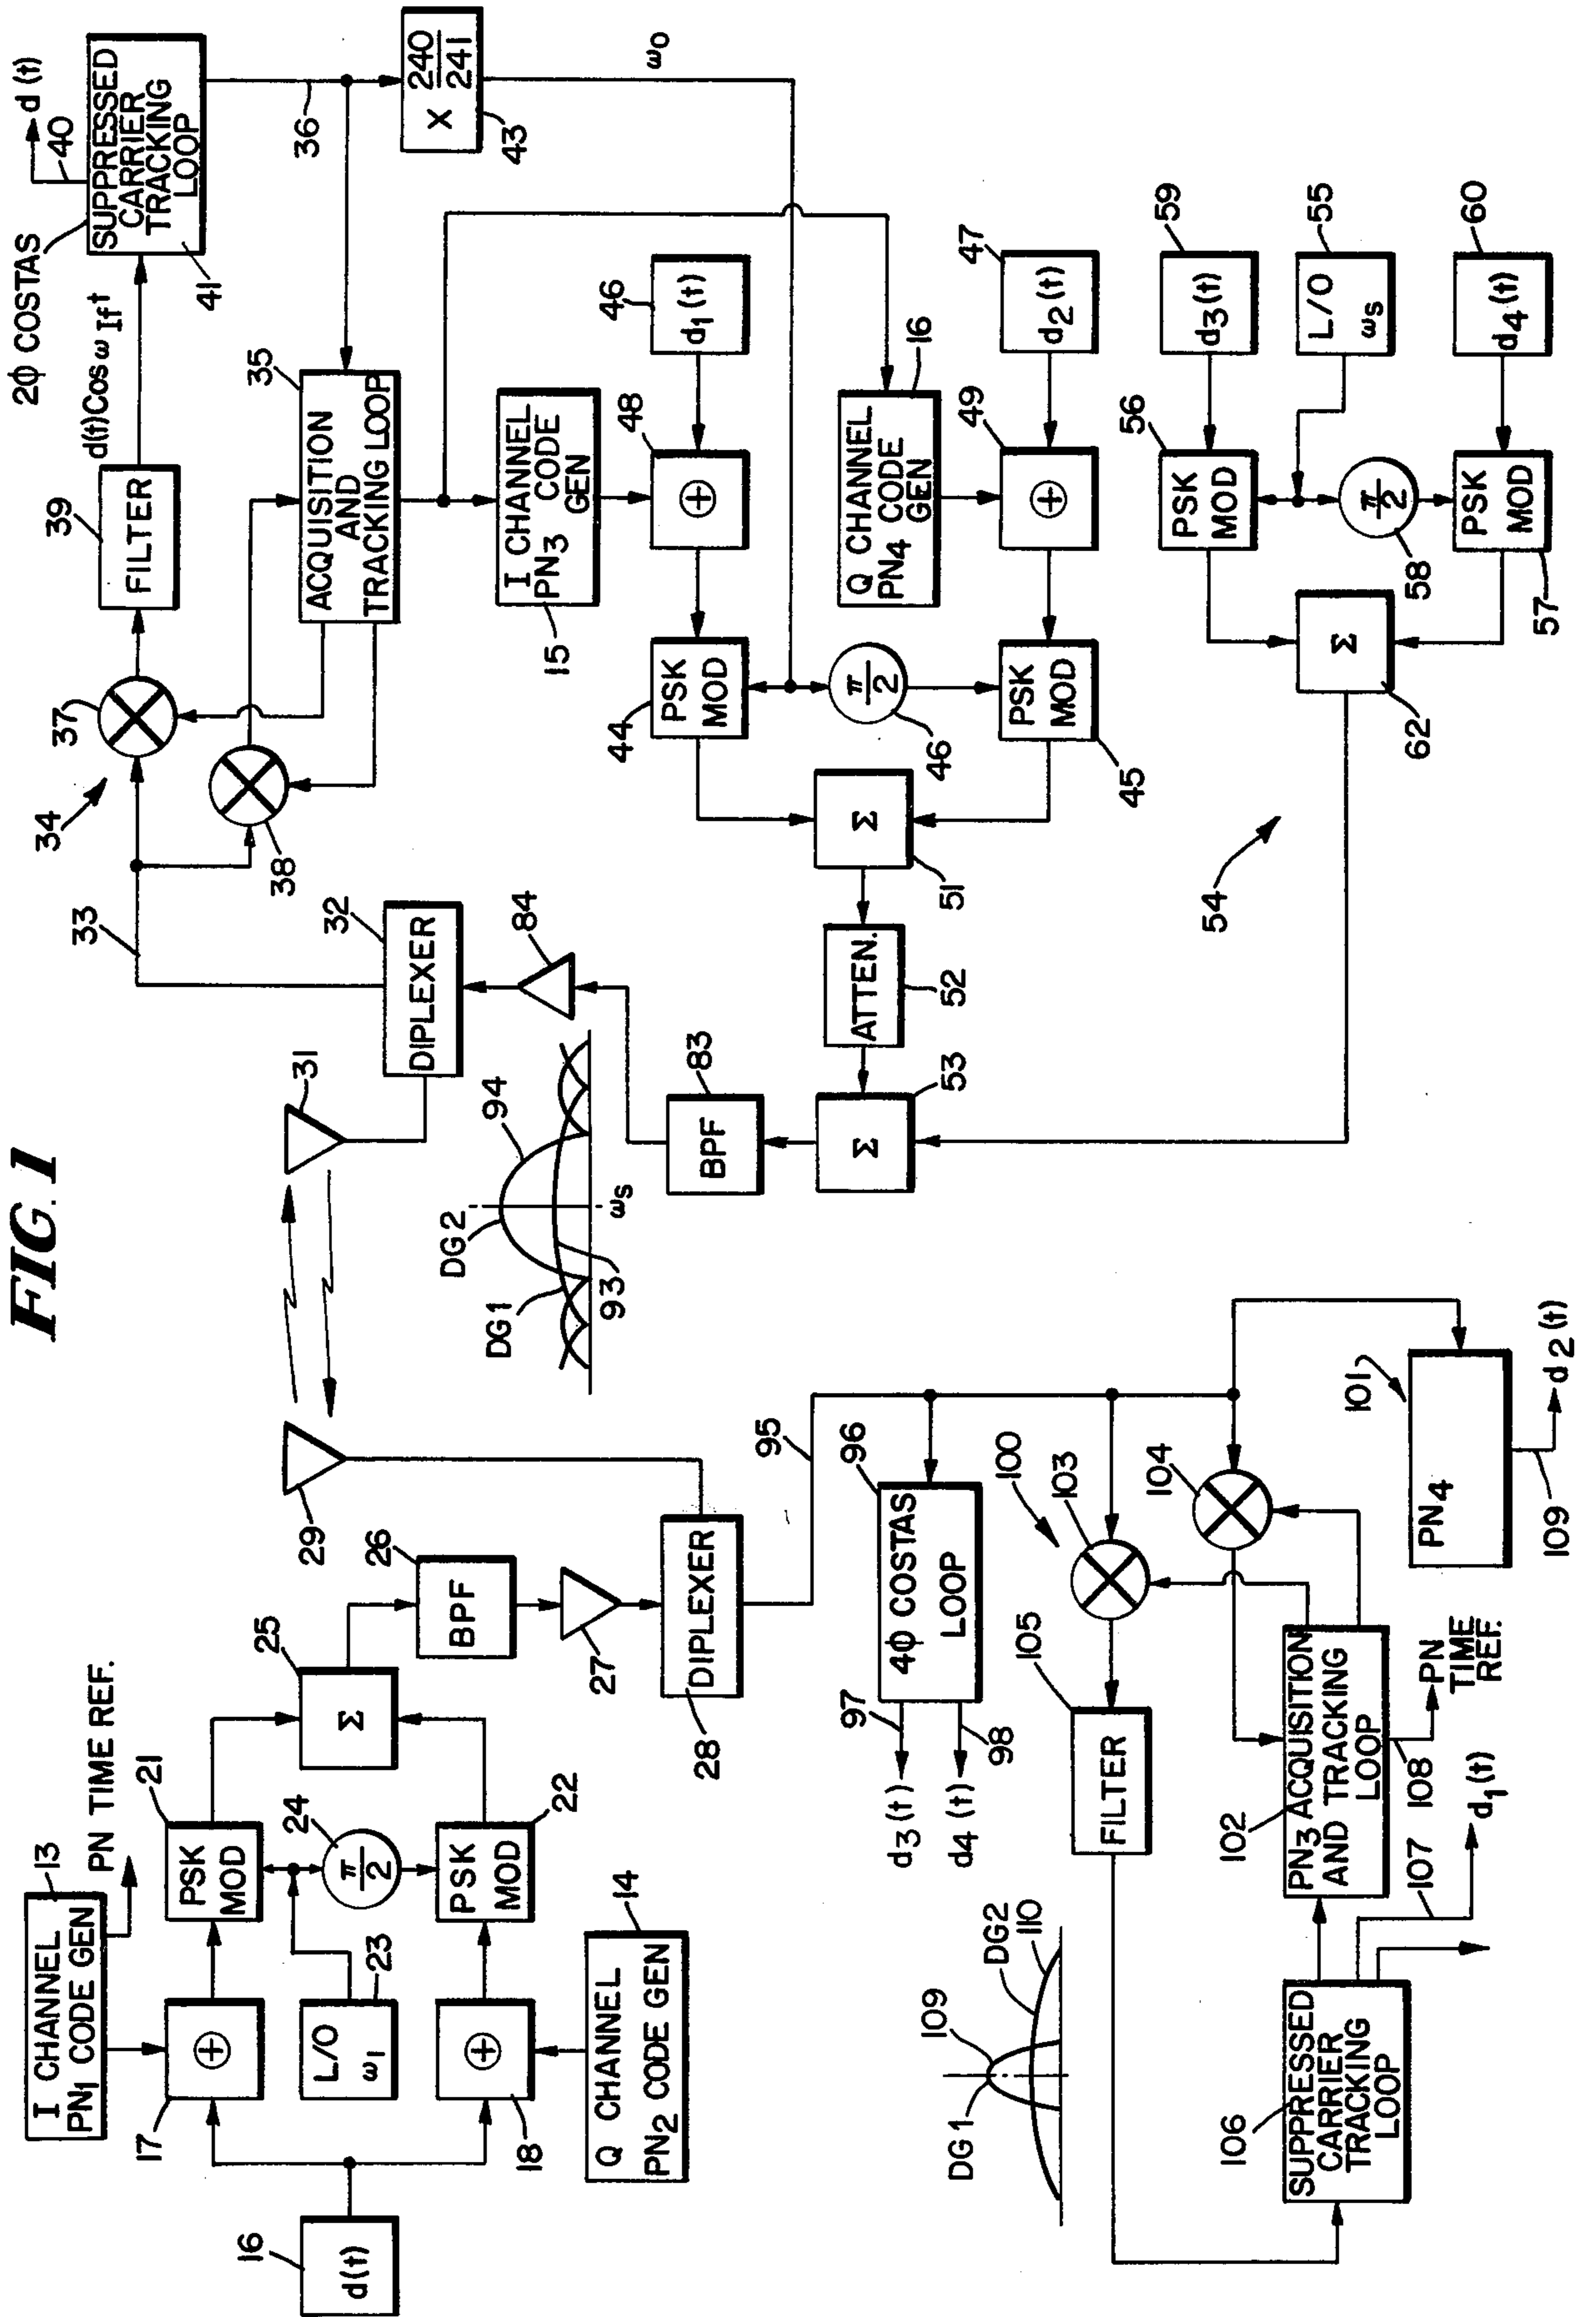 FIG. 1
I CHANNEL
PN1 CODE GEN
13
PN TIME REF.
17
⊕
16
d(t)
L/O
ω1
23
18
⊕
Q CHANNEL
PN2 CODE GEN
14
21
PSK
MOD
24
π/2
PSK
MOD
22
25
Σ
26
BPF
27
28
DIPLEXER
29
31
32
DIPLEXER
33
84
83
BPF
DG2
94
DG1
93
ωs
34
37
38
39
FILTER
d(t)Cos ω If t
2Φ COSTAS
40
d(t)
SUPPRESSED
CARRIER
TRACKING
LOOP
41
35
ACQUISITION
AND
TRACKING LOOP
36
X 240/241
43
ωo
I CHANNEL
PN3 CODE
GEN
15
46
d1(t)
48
⊕
44
PSK
MOD
π/2
46
Q CHANNEL
PN4 CODE
GEN
16
47
d2(t)
49
⊕
PSK
MOD
45
Σ
51
ATTEN.
52
Σ
53
54
59
d3(t)
55
L/O
ωs
60
d4(t)
56
PSK
MOD
π/2
58
PSK
MOD
57
Σ
62
95
96
4Φ COSTAS
LOOP
97
d3(t)
98
d4(t)
100
103
104
105
FILTER
101
PN4
109
d2(t)
102
PN3 ACQUISITION
AND TRACKING
LOOP
108
PN
TIME
REF.
107
d1(t)
106
SUPPRESSED
CARRIER
TRACKING
LOOP
DG1
109
DG2
110